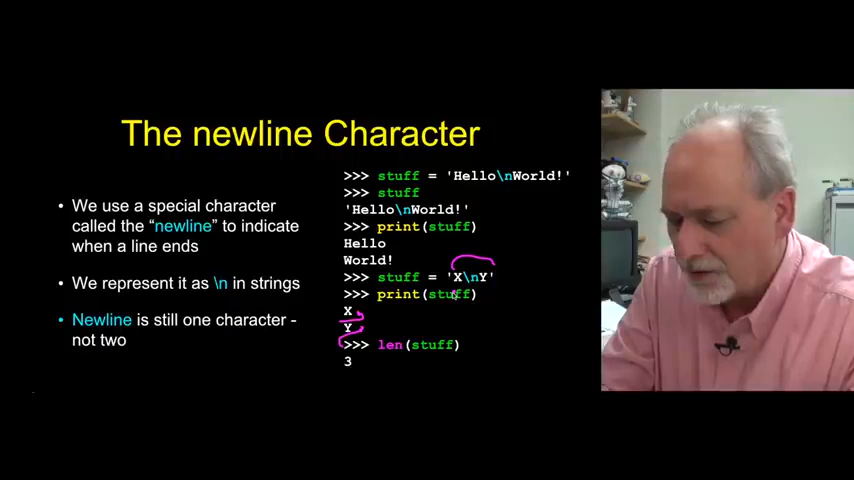 The newline Character
• We use a special character
called the “newline” to indicate
when a line ends
• We represent it as \n in strings
• Newline is still one character -
not two
>>> stuff = 'Hello\nWorld!'
>>> stuff
'Hello\nWorld!'
>>> print(stuff)
Hello
World!
>>> stuff = 'X\nY'
>>> print(stuff)
X
Y
>>> len(stuff)
3